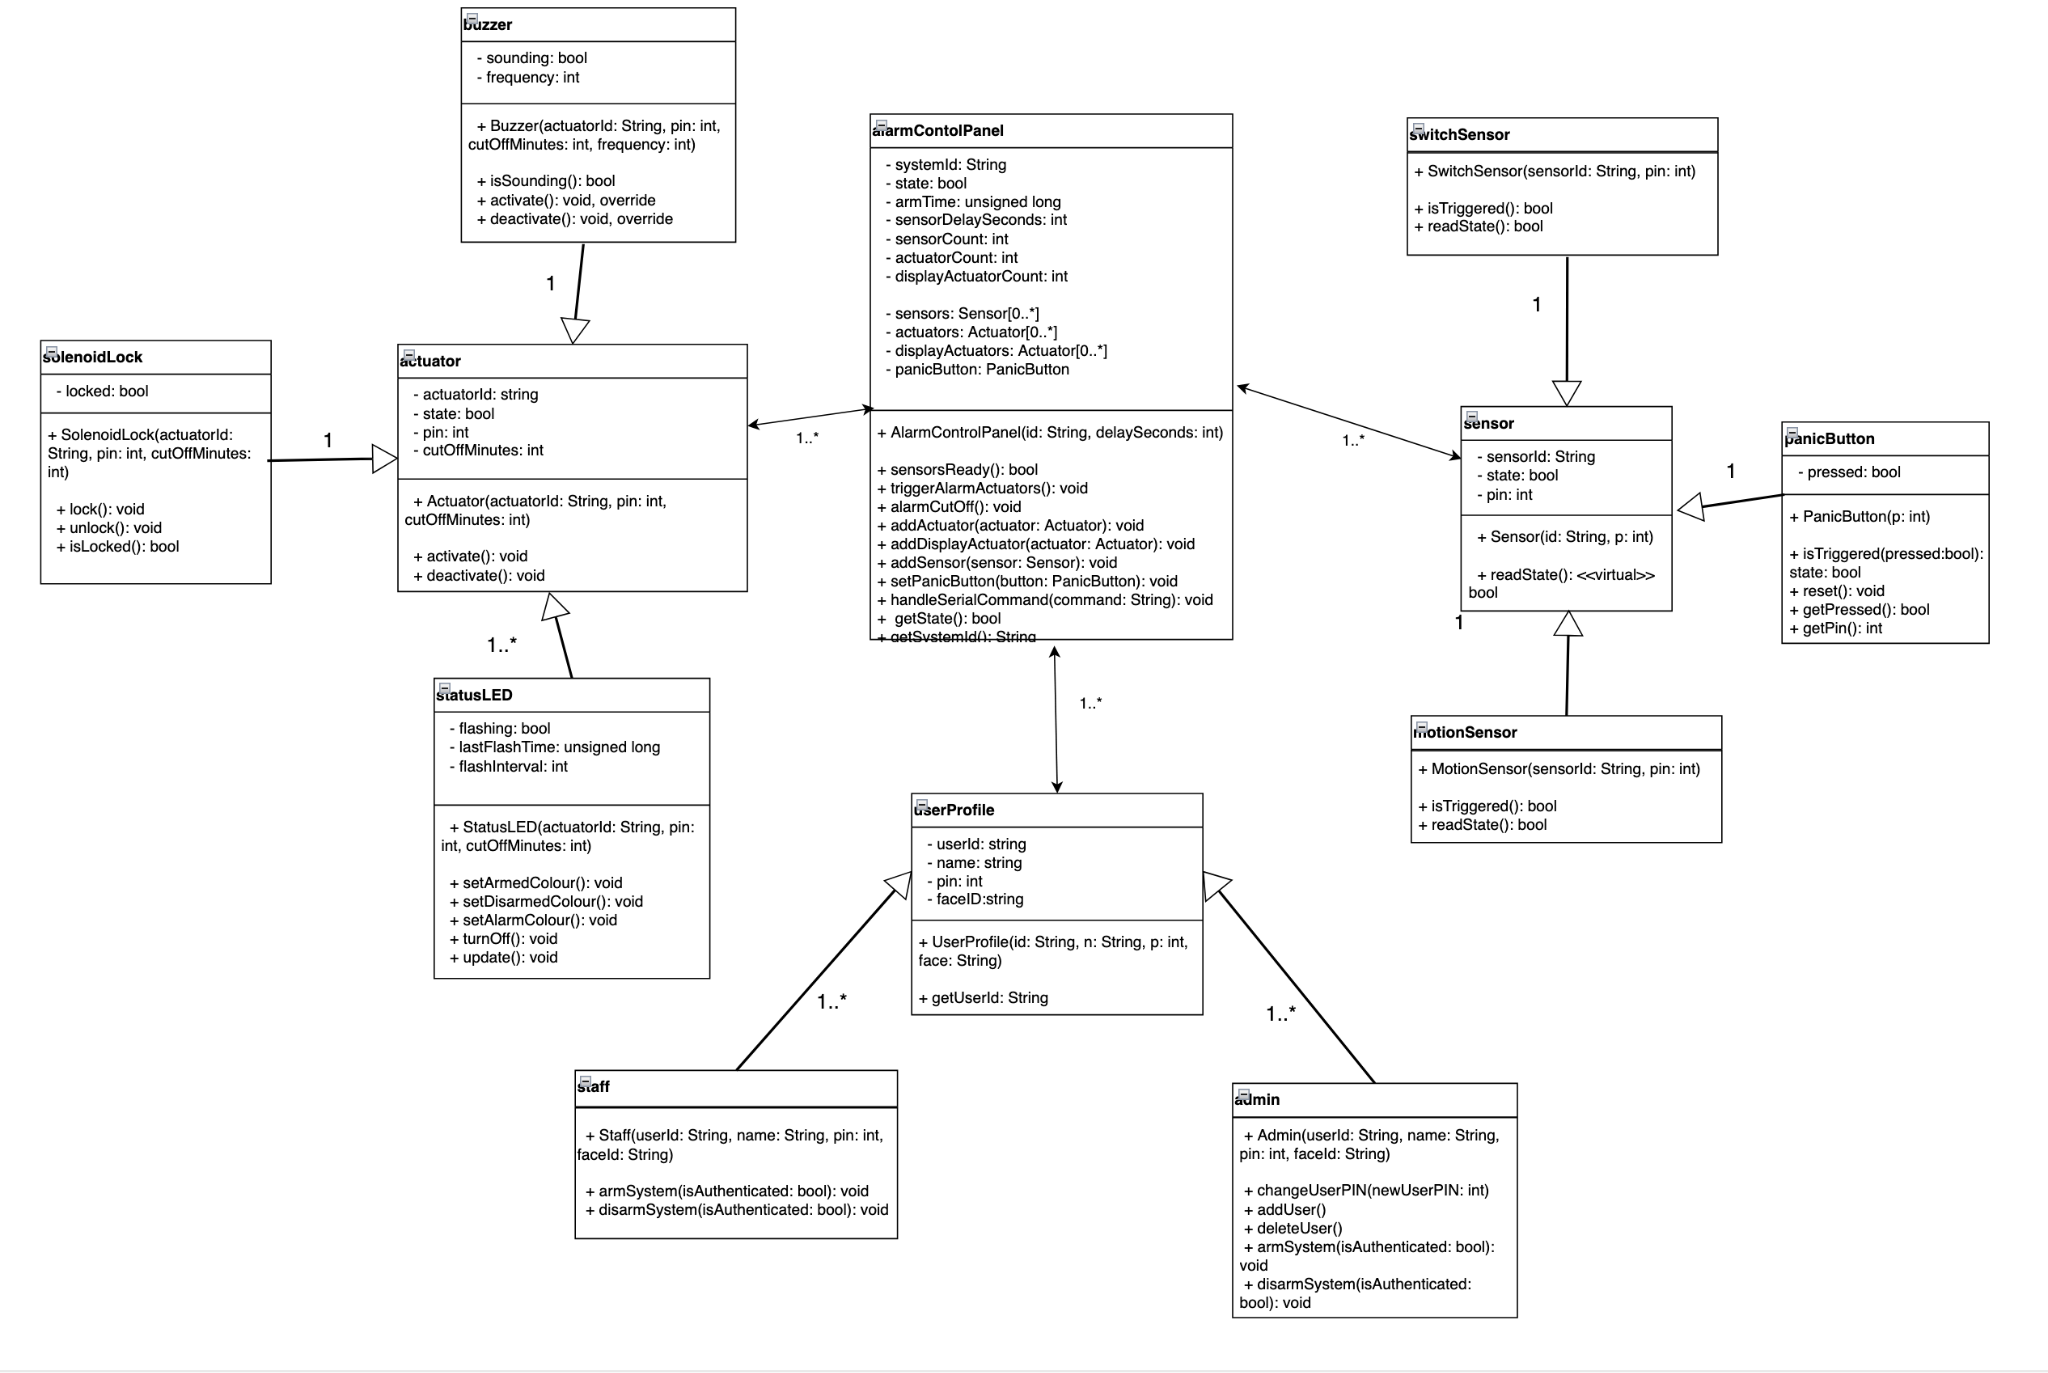 buzzer
- sounding: bool
- frequency: int
+ Buzzer(actuatorId: String, pin: int,
cutOffMinutes: int, frequency: int)
+ isSounding(): bool
+ activate(): void, override
+ deactivate(): void, override
1
solenoidLock
- locked: bool
+ SolenoidLock(actuatorId:
String, pin: int, cutOffMinutes:
int)
+ lock(): void
+ unlock(): void
+ isLocked(): bool
1
actuator
- actuatorId: string
- state: bool
- pin: int
- cutOffMinutes: int
+ Actuator(actuatorId: String, pin: int,
cutOffMinutes: int)
+ activate(): void
+ deactivate(): void
1..*
statusLED
- flashing: bool
- lastFlashTime: unsigned long
- flashInterval: int
+ StatusLED(actuatorId: String, pin:
int, cutOffMinutes: int)
+ setArmedColour(): void
+ setDisarmedColour(): void
+ setAlarmColour(): void
+ turnOff(): void
+ update(): void
1..*
alarmContolPanel
- systemId: String
- state: bool
- armTime: unsigned long
- sensorDelaySeconds: int
- sensorCount: int
- actuatorCount: int
- displayActuatorCount: int
- sensors: Sensor[0..*]
- actuators: Actuator[0..*]
- displayActuators: Actuator[0..*]
- panicButton: PanicButton
+ AlarmControlPanel(id: String, delaySeconds: int)
+ sensorsReady(): bool
+ triggerAlarmActuators(): void
+ alarmCutOff(): void
+ addActuator(actuator: Actuator): void
+ addDisplayActuator(actuator: Actuator): void
+ addSensor(sensor: Sensor): void
+ setPanicButton(button: PanicButton): void
+ handleSerialCommand(command: String): void
+ getState(): bool
+ getSystemId(): String
1..*
1..*
switchSensor
+ SwitchSensor(sensorId: String, pin: int)
+ isTriggered(): bool
+ readState(): bool
1
sensor
- sensorId: String
- state: bool
- pin: int
+ Sensor(id: String, p: int)
+ readState(): <<virtual>>
bool
1
panicButton
- pressed: bool
+ PanicButton(p: int)
+ isTriggered(pressed:bool):
state: bool
+ reset(): void
+ getPressed(): bool
+ getPin(): int
1
motionSensor
+ MotionSensor(sensorId: String, pin: int)
+ isTriggered(): bool
+ readState(): bool
userProfile
- userId: string
- name: string
- pin: int
- faceID:string
+ UserProfile(id: String, n: String, p: int,
face: String)
+ getUserId: String
1..*
1..*
staff
+ Staff(userId: String, name: String, pin: int,
faceId: String)
+ armSystem(isAuthenticated: bool): void
+ disarmSystem(isAuthenticated: bool): void
admin
+ Admin(userId: String, name: String,
pin: int, faceId: String)
+ changeUserPIN(newUserPIN: int)
+ addUser()
+ deleteUser()
+ armSystem(isAuthenticated: bool):
void
+ disarmSystem(isAuthenticated:
bool): void